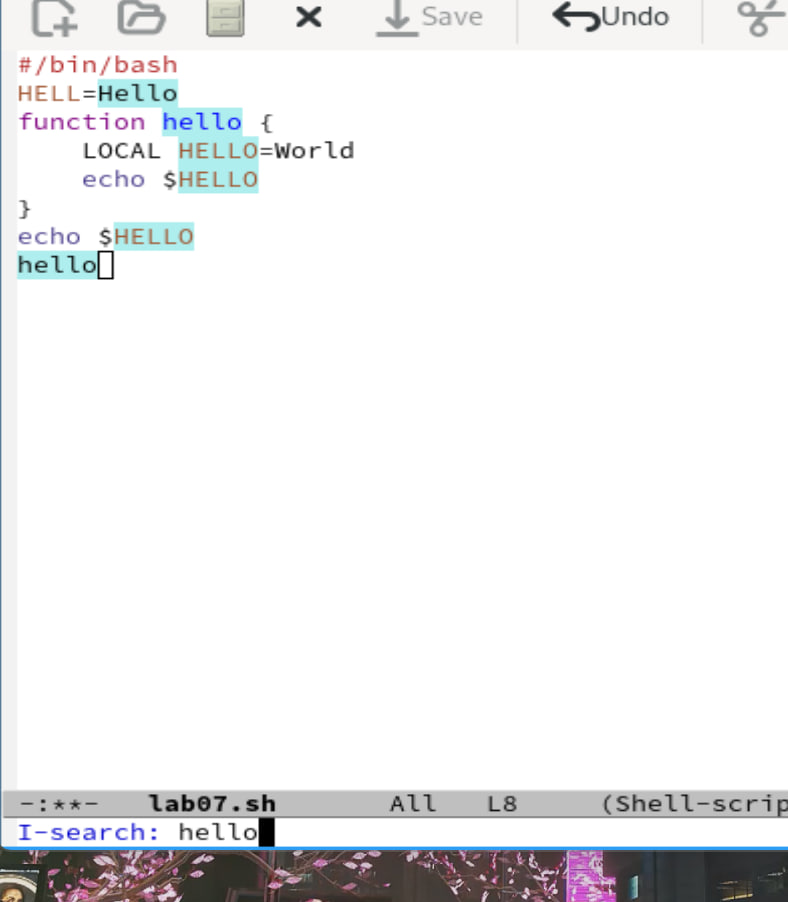 Save Undo
#/bin/bash
HELL=Hello
function hello {
    LOCAL HELLO=World
    echo $HELLO
}
echo $HELLO
hello
-:**- lab07.sh All L8 (Shell-scrip
I-search: hello